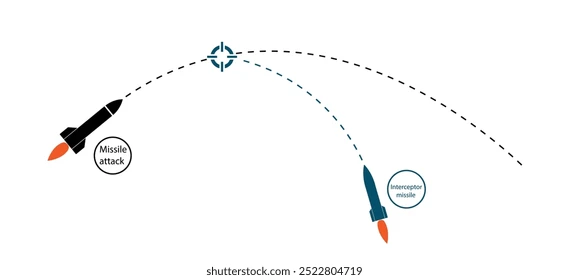 Missile
attack
Interceptor
missile
shutterstock.com · 2522804719